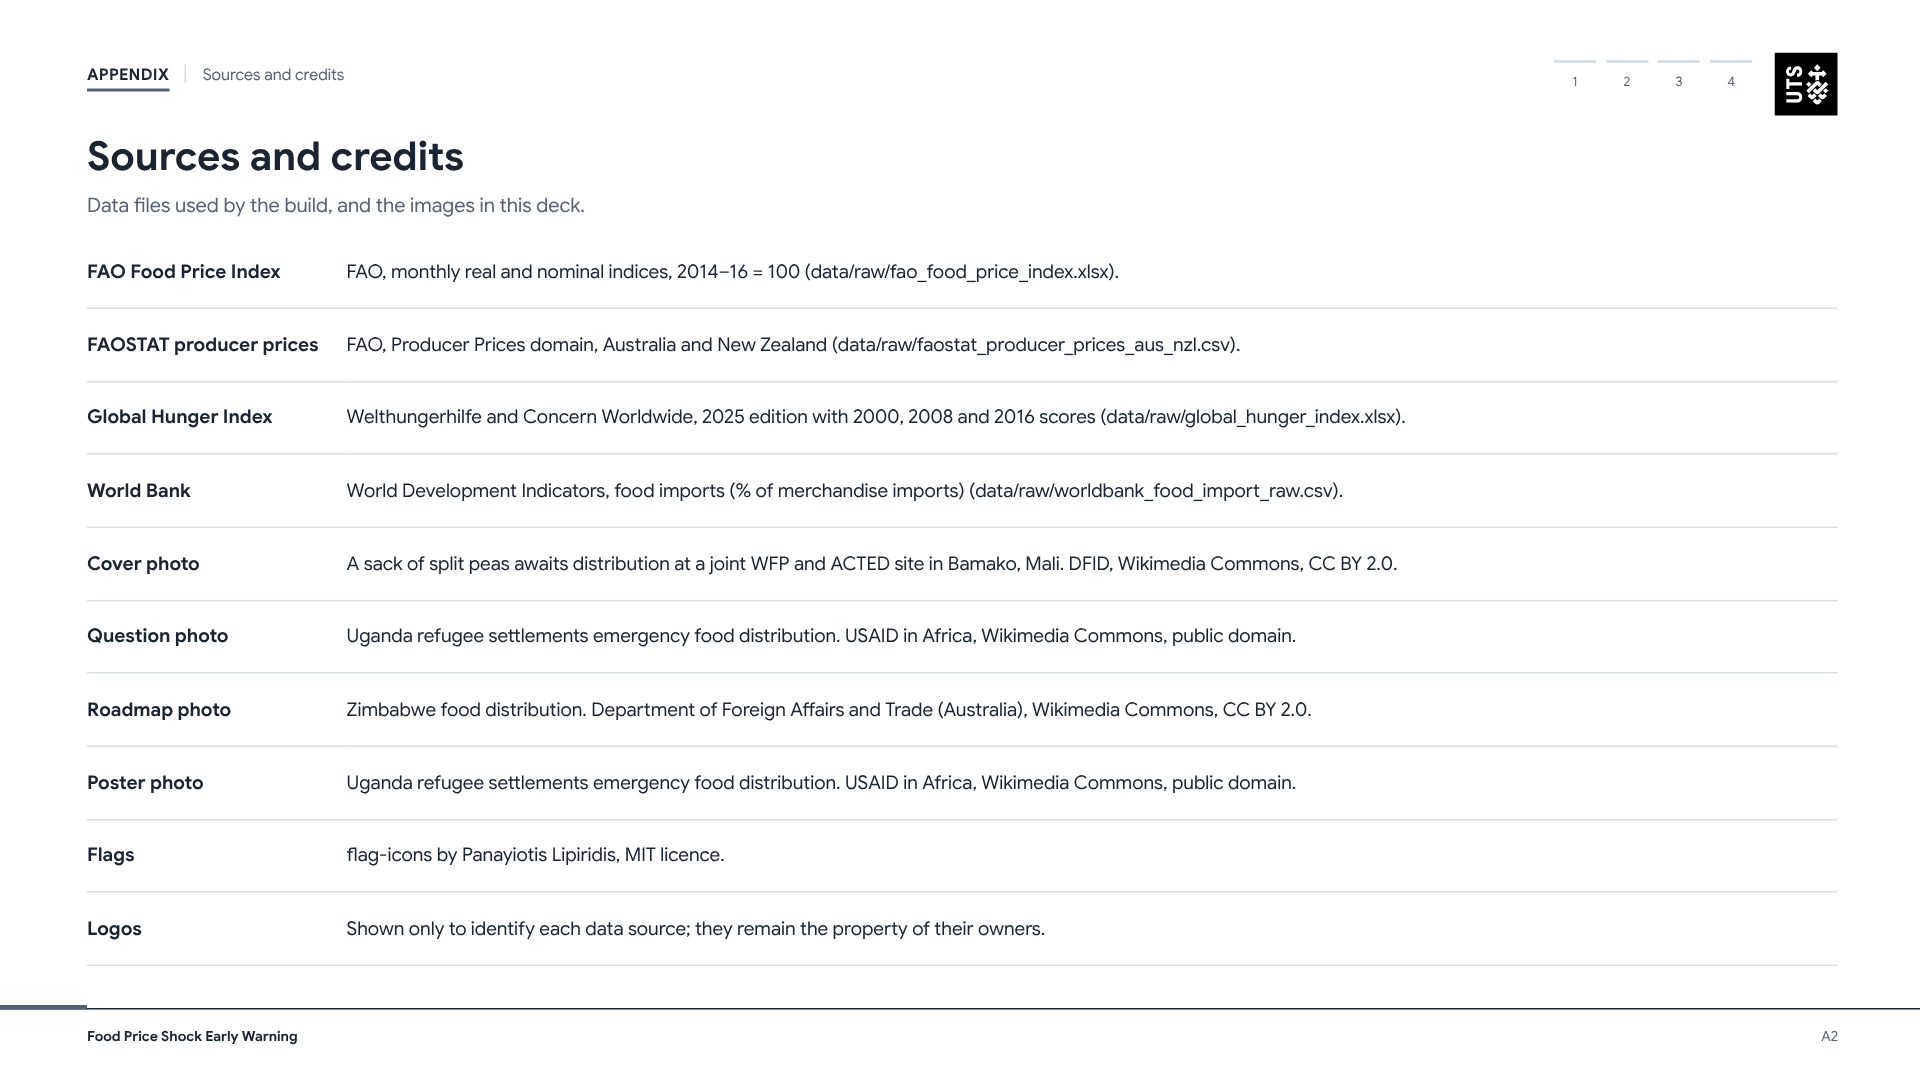 APPENDIX Sources and credits
1 2 3 4
UTS
Sources and credits
Data files used by the build, and the images in this deck.
FAO Food Price Index FAO, monthly real and nominal indices, 2014–16 = 100 (data/raw/fao_food_price_index.xlsx).
FAOSTAT producer prices FAO, Producer Prices domain, Australia and New Zealand (data/raw/faostat_producer_prices_aus_nzl.csv).
Global Hunger Index Welthungerhilfe and Concern Worldwide, 2025 edition with 2000, 2008 and 2016 scores (data/raw/global_hunger_index.xlsx).
World Bank World Development Indicators, food imports (% of merchandise imports) (data/raw/worldbank_food_import_raw.csv).
Cover photo A sack of split peas awaits distribution at a joint WFP and ACTED site in Bamako, Mali. DFID, Wikimedia Commons, CC BY 2.0.
Question photo Uganda refugee settlements emergency food distribution. USAID in Africa, Wikimedia Commons, public domain.
Roadmap photo Zimbabwe food distribution. Department of Foreign Affairs and Trade (Australia), Wikimedia Commons, CC BY 2.0.
Poster photo Uganda refugee settlements emergency food distribution. USAID in Africa, Wikimedia Commons, public domain.
Flags flag-icons by Panayiotis Lipiridis, MIT licence.
Logos Shown only to identify each data source; they remain the property of their owners.
Food Price Shock Early Warning A2